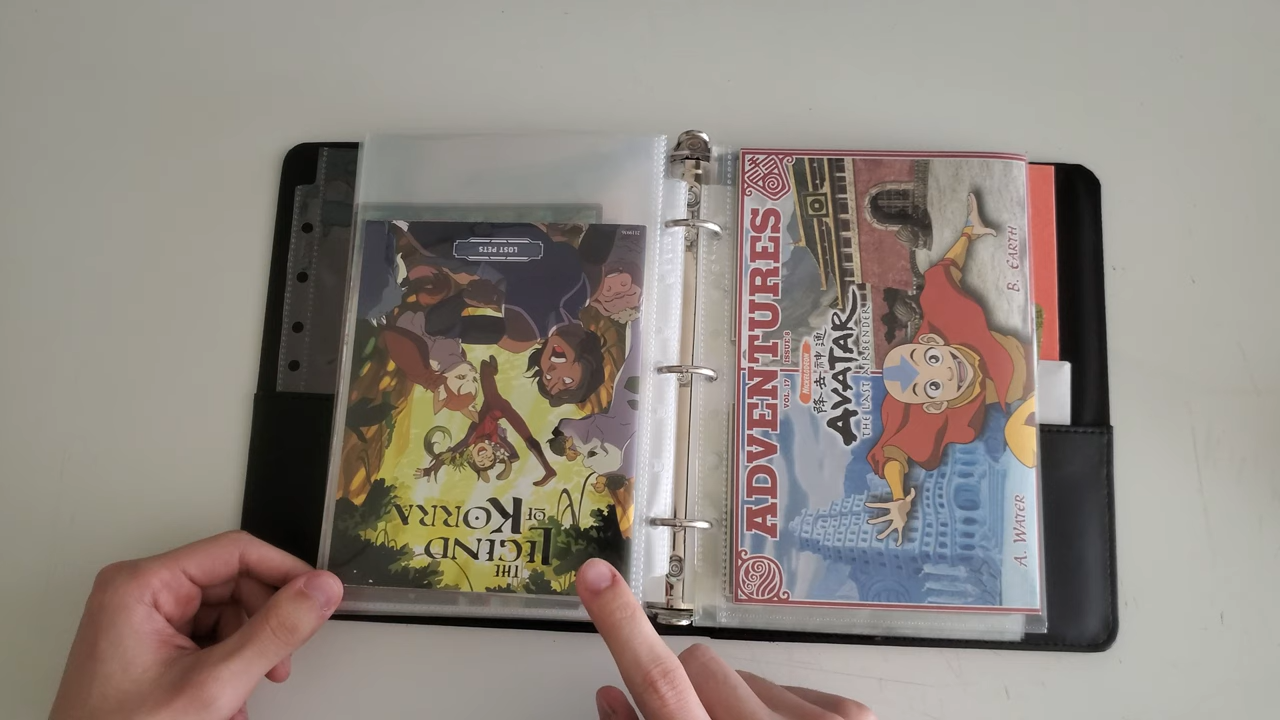 THE
LEGEND
OF KORRA
LOST PETS
ADVENTURES
VOL. 17 ISSUE 8
NICKELODEON
降去神通
AVATAR
THE LAST AIRBENDER
A. WATER
B. EARTH